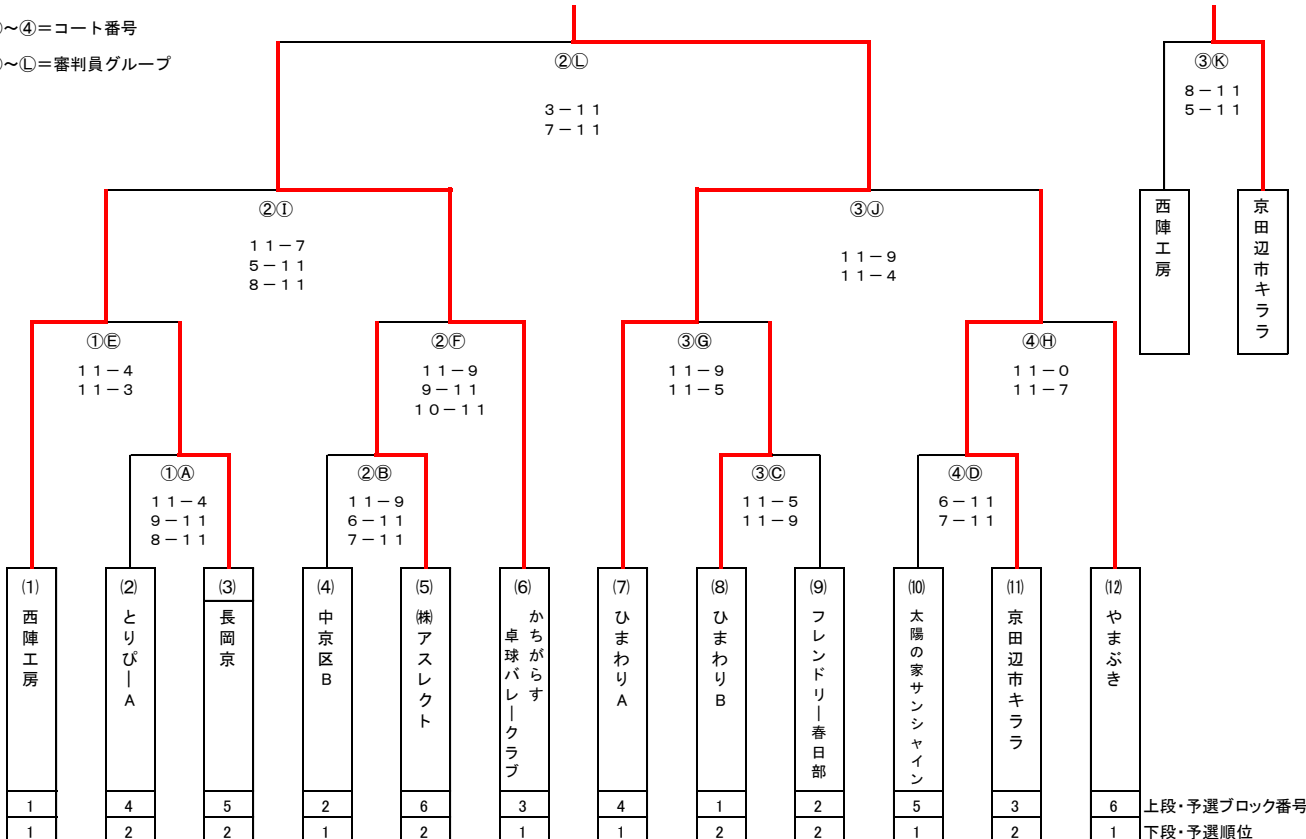 ～④＝コート番号
～Ⓛ＝審判員グループ
②Ⓛ
３－１１
７－１１
③Ⓚ
８－１１
５－１１
西陣工房
京田辺市キララ
②Ⓘ
１１－７
５－１１
８－１１
③Ⓙ
１１－９
１１－４
①Ⓔ
１１－４
１１－３
②Ⓕ
１１－９
９－１１
１０－１１
③Ⓖ
１１－９
１１－５
④Ⓗ
１１－０
１１－７
①Ⓐ
１１－４
９－１１
８－１１
②Ⓑ
１１－９
６－１１
７－１１
③Ⓒ
１１－５
１１－９
④Ⓓ
６－１１
７－１１
⑴ ⑵ ⑶ ⑷ ⑸ ⑹ ⑺ ⑻ ⑼ ⑽ ⑾ ⑿
西陣工房
とりぴーA
長岡京
中京区B
㈱アスレクト
かちがらす
卓球バレークラブ
ひまわりA
ひまわりB
フレンドリー春日部
太陽の家サンシャイン
京田辺市キララ
やまぶき
1 4 5 2 6 3 4 1 2 5 3 6 上段・予選ブロック番号
1 2 2 1 2 1 1 2 2 1 2 1 下段・予選順位